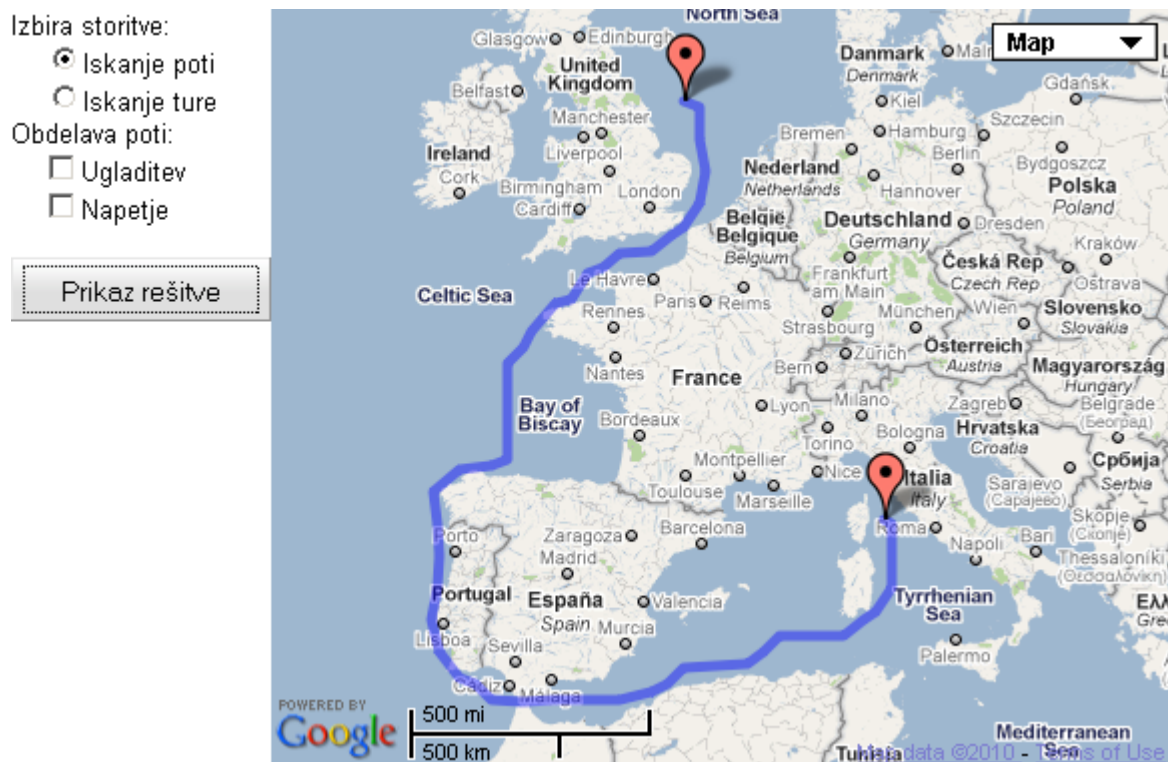 Izbira storitve:
Iskanje poti
Iskanje ture
Obdelava poti:
Ugladitev
Napetje
Prikaz rešitve
North Sea
Map
Glasgow
Edinburgh
United
Kingdom
Danmark
Denmark
Belfast
Kiel
Gdańsk
Manchester
Liverpool
Ireland
Cork
Birmingham
London
Cardiff
Bremen
Hamburg
Szczecin
Berlin
Bydgoszcz
Nederland
Netherlands
Hannover
Polska
Poland
België
Belgique
Belgium
Deutschland
Germany
Dresden
Kraków
Frankfurt
am Main
Česká Rep
Czech Rep
Ostrava
Celtic Sea
Le Havre
Paris
Reims
Rennes
Strasbourg
München
Wien
Slovensko
Slovakia
Nantes
France
Bern
Zürich
Österreich
Austria
Magyarország
Hungary
Bay of
Biscay
Bordeaux
Lyon
Milano
Torino
Zagreb
Hrvatska
Croatia
Belgrade
(Београд)
Bologna
Србија
Serbia
Toulouse
Montpellier
Marseille
Nice
Italia
Italy
Sarajevo
(Сарајево)
Skopje
(Скопје)
Porto
Zaragoza
Barcelona
Madrid
Roma
Napoli
Bari
Thessaloniki
(Θεσσαλονίκη)
Portugal
España
Spain
Valencia
Tyrrhenian
Sea
Lisboa
Sevilla
Murcia
Palermo
Cádiz
Málaga
POWERED BY
Google
500 mi
500 km
Mediterranean
Sea
Map data ©2010 - Terms of Use